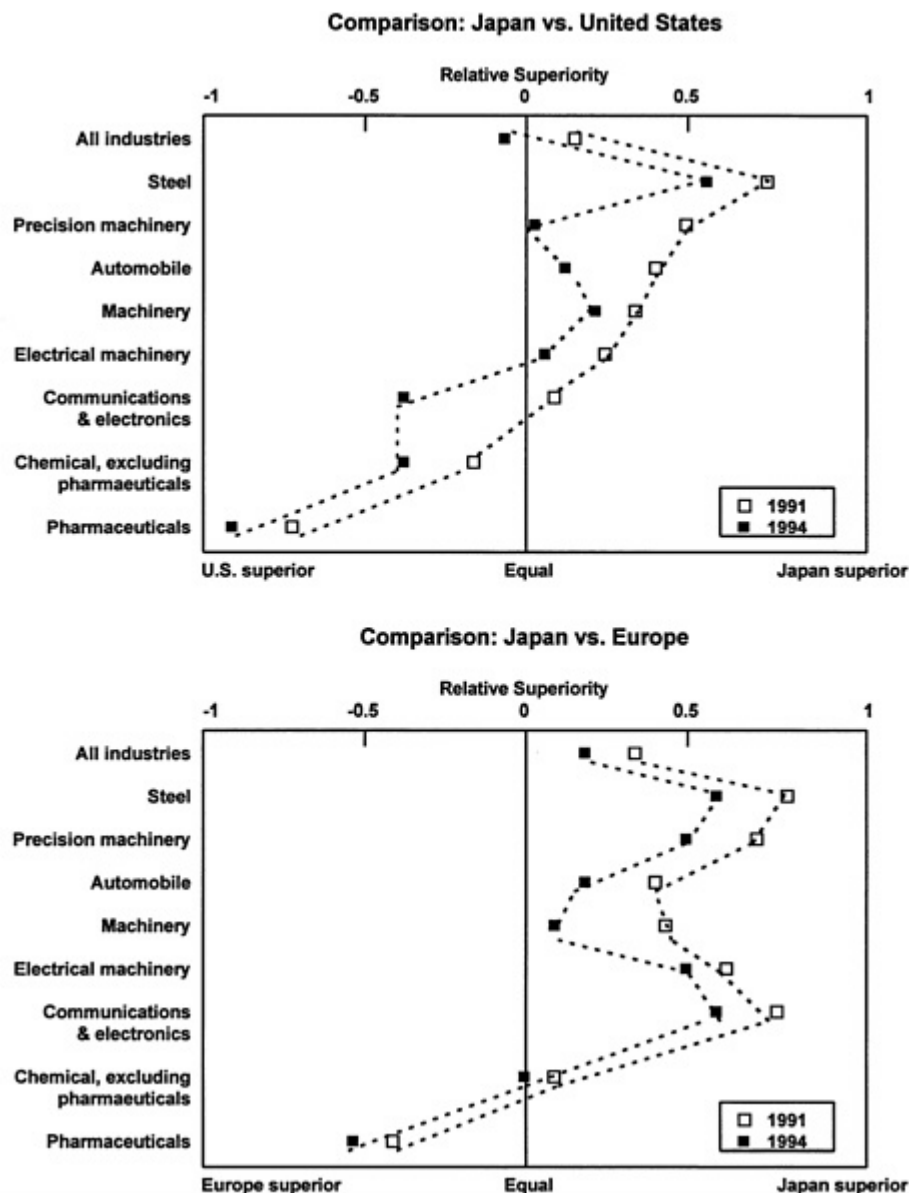 Comparison: Japan vs. United States
Relative Superiority
-1 -0.5 0 0.5 1
All industries
Steel
Precision machinery
Automobile
Machinery
Electrical machinery
Communications
& electronics
Chemical, excluding
pharmaeuticals
Pharmaceuticals
1991
1994
U.S. superior Equal Japan superior
Comparison: Japan vs. Europe
Relative Superiority
-1 -0.5 0 0.5 1
All industries
Steel
Precision machinery
Automobile
Machinery
Electrical machinery
Communications
& electronics
Chemical, excluding
pharmaeuticals
Pharmaceuticals
1991
1994
Europe superior Equal Japan superior